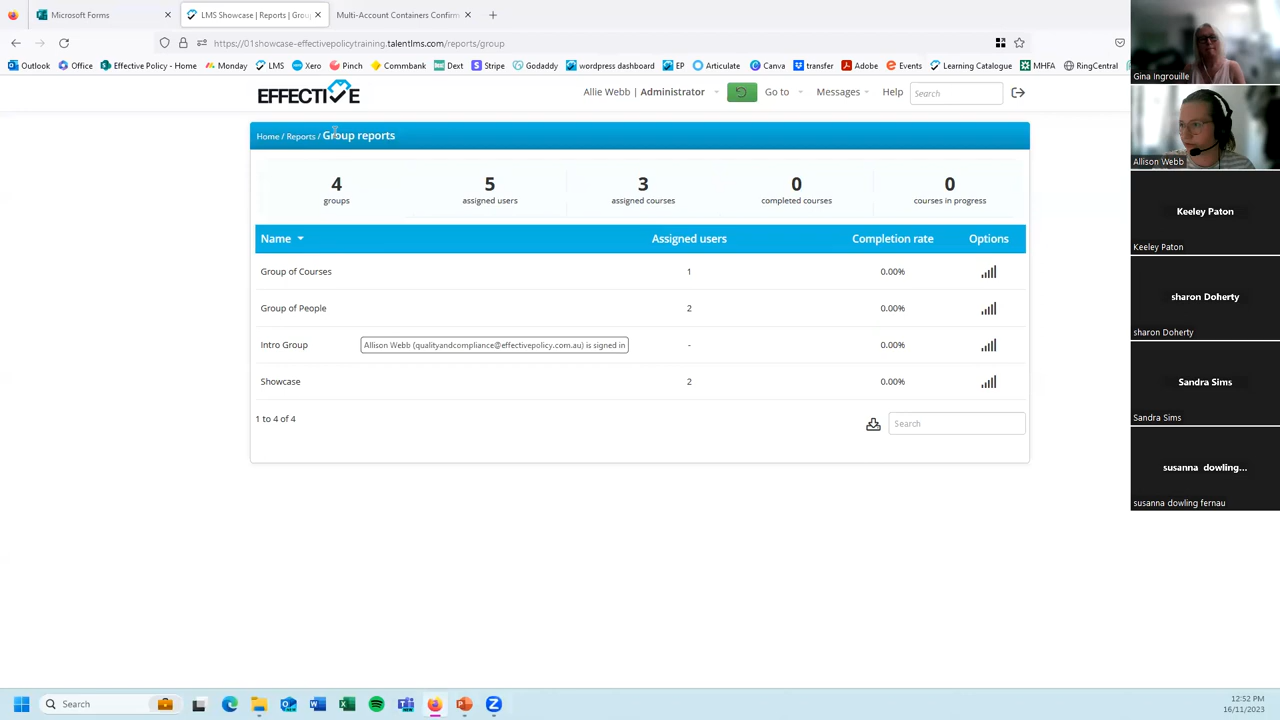 Microsoft Forms
LMS Showcase | Reports | Grou
Multi-Account Containers Confirm
https://01showcase-effectivepolicytraining.talentlms.com/reports/group
Outlook
Office
Effective Policy - Home
Monday
LMS
Xero
Pinch
Commbank
Dext
Stripe
Godaddy
wordpress dashboard
EP
Articulate
Canva
transfer
Adobe
Events
Learning Catalogue
MHFA
RingCentral
EFFECTIVE
Allie Webb | Administrator
Go to
Messages
Help
Search
Home / Reports / Group reports
4
groups
5
assigned users
3
assigned courses
0
completed courses
0
courses in progress
Name
Assigned users
Completion rate
Options
Group of Courses
1
0.00%
Group of People
2
0.00%
Intro Group
Allison Webb (qualityandcompliance@effectivepolicy.com.au) is signed in
-
0.00%
Showcase
2
0.00%
1 to 4 of 4
Search
Gina Ingrouille
Allison Webb
Keeley Paton
Keeley Paton
sharon Doherty
sharon Doherty
Sandra Sims
Sandra Sims
susanna dowling...
susanna dowling fernau
Search
12:52 PM
16/11/2023